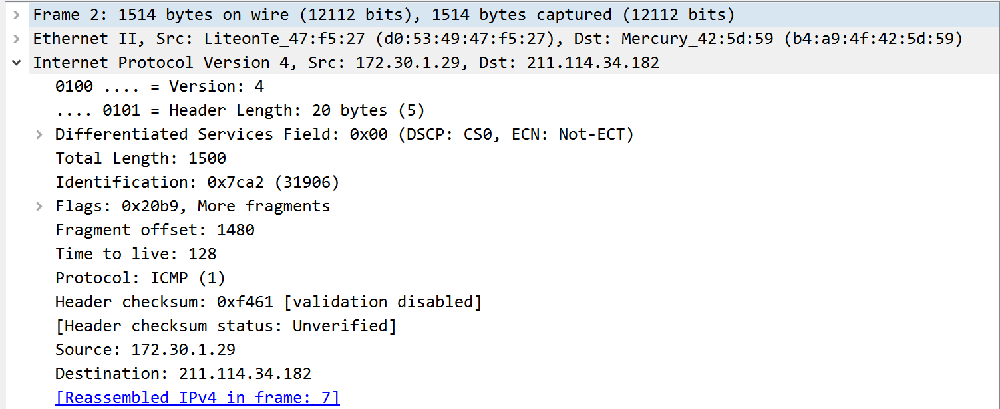 Frame 2: 1514 bytes on wire (12112 bits), 1514 bytes captured (12112 bits)
Ethernet II, Src: LiteonTe_47:f5:27 (d0:53:49:47:f5:27), Dst: Mercury_42:5d:59 (b4:a9:4f:42:5d:59)
Internet Protocol Version 4, Src: 172.30.1.29, Dst: 211.114.34.182
0100 .... = Version: 4
.... 0101 = Header Length: 20 bytes (5)
Differentiated Services Field: 0x00 (DSCP: CS0, ECN: Not-ECT)
Total Length: 1500
Identification: 0x7ca2 (31906)
Flags: 0x20b9, More fragments
Fragment offset: 1480
Time to live: 128
Protocol: ICMP (1)
Header checksum: 0xf461 [validation disabled]
[Header checksum status: Unverified]
Source: 172.30.1.29
Destination: 211.114.34.182
[Reassembled IPv4 in frame: 7]